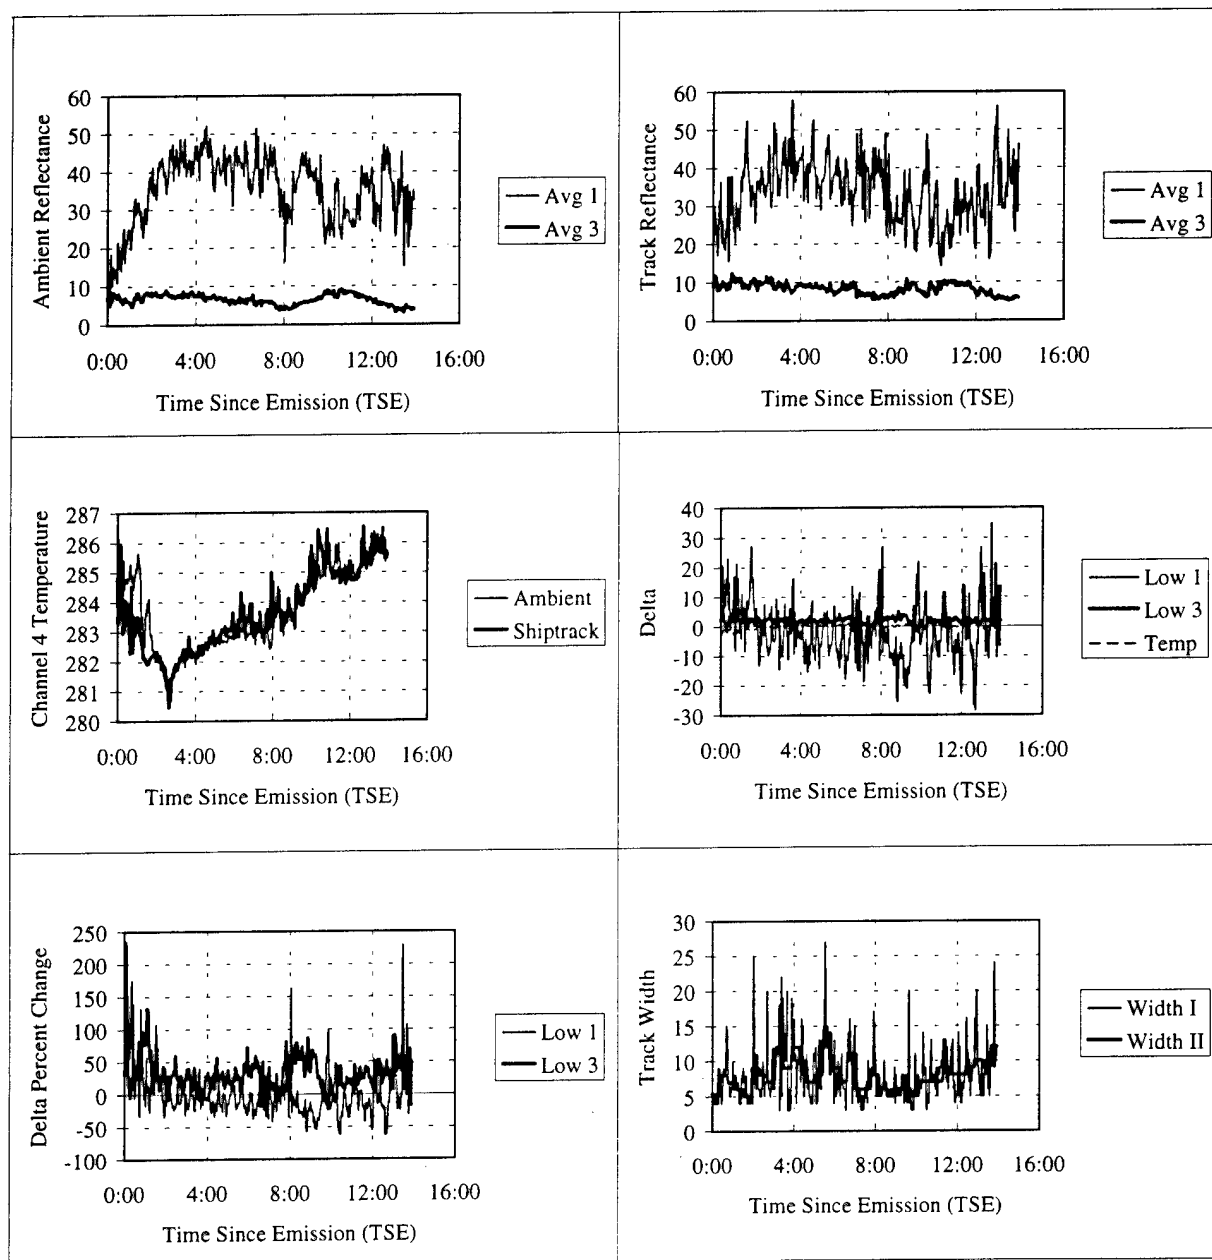 Ambient Reflectance
60
50
40
30
20
10
0
0:00 4:00 8:00 12:00 16:00
Time Since Emission (TSE)
Avg 1
Avg 3
Track Reflectance
60
50
40
30
20
10
0
0:00 4:00 8:00 12:00 16:00
Time Since Emission (TSE)
Avg 1
Avg 3
Channel 4 Temperature
287
286
285
284
283
282
281
280
0:00 4:00 8:00 12:00 16:00
Time Since Emission (TSE)
Ambient
Shiptrack
Delta
40
30
20
10
0
-10
-20
-30
0:00 4:00 8:00 12:00 16:00
Time Since Emission (TSE)
Low 1
Low 3
Temp
Delta Percent Change
250
200
150
100
50
0
-50
-100
0:00 4:00 8:00 12:00 16:00
Time Since Emission (TSE)
Low 1
Low 3
Track Width
30
25
20
15
10
5
0
0:00 4:00 8:00 12:00 16:00
Time Since Emission (TSE)
Width I
Width II